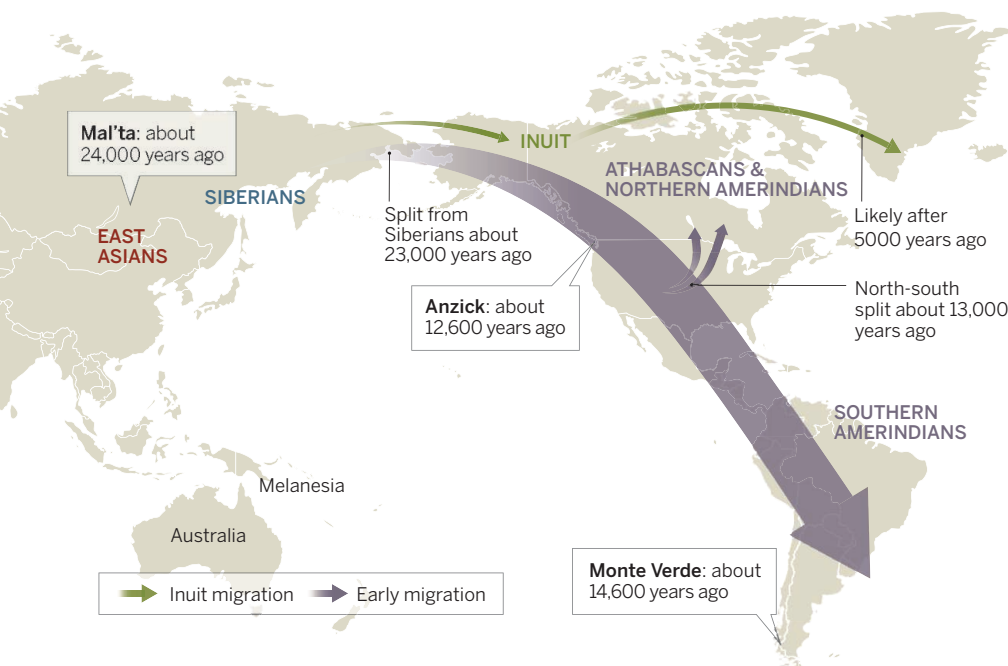 Mal'ta: about
24,000 years ago
INUIT
ATHABASCANS &
NORTHERN AMERINDIANS
SIBERIANS
EAST
ASIANS
Split from
Siberians about
23,000 years ago
Likely after
5000 years ago
Anzick: about
12,600 years ago
North-south
split about 13,000
years ago
SOUTHERN
AMERINDIANS
Melanesia
Australia
Monte Verde: about
14,600 years ago
Inuit migration
Early migration